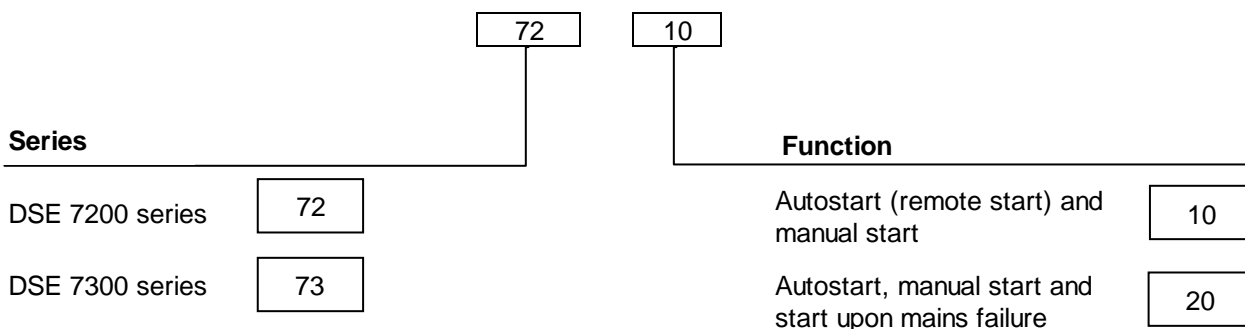 72 10
Series
Function
DSE 7200 series 72
DSE 7300 series 73
Autostart (remote start) and
manual start
10
Autostart, manual start and
start upon mains failure
20